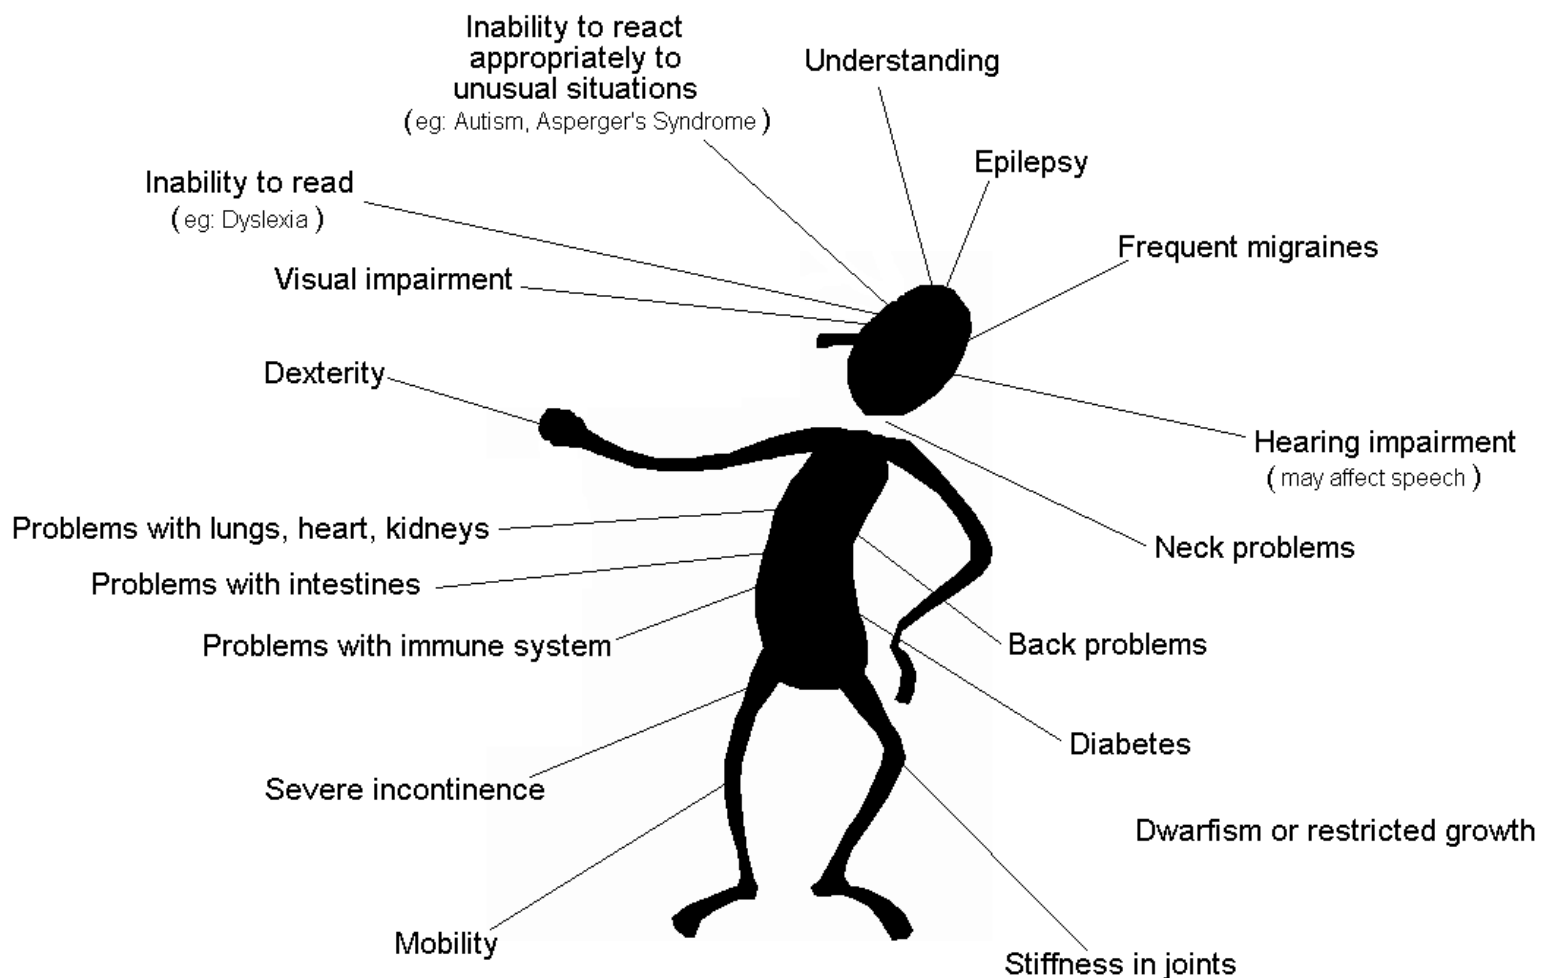 Inability to react
appropriately to
unusual situations
(eg: Autism, Asperger's Syndrome)
Understanding
Epilepsy
Inability to read
(eg: Dyslexia)
Frequent migraines
Visual impairment
Dexterity
Hearing impairment
(may affect speech)
Problems with lungs, heart, kidneys
Neck problems
Problems with intestines
Problems with immune system
Back problems
Diabetes
Severe incontinence
Dwarfism or restricted growth
Mobility
Stiffness in joints